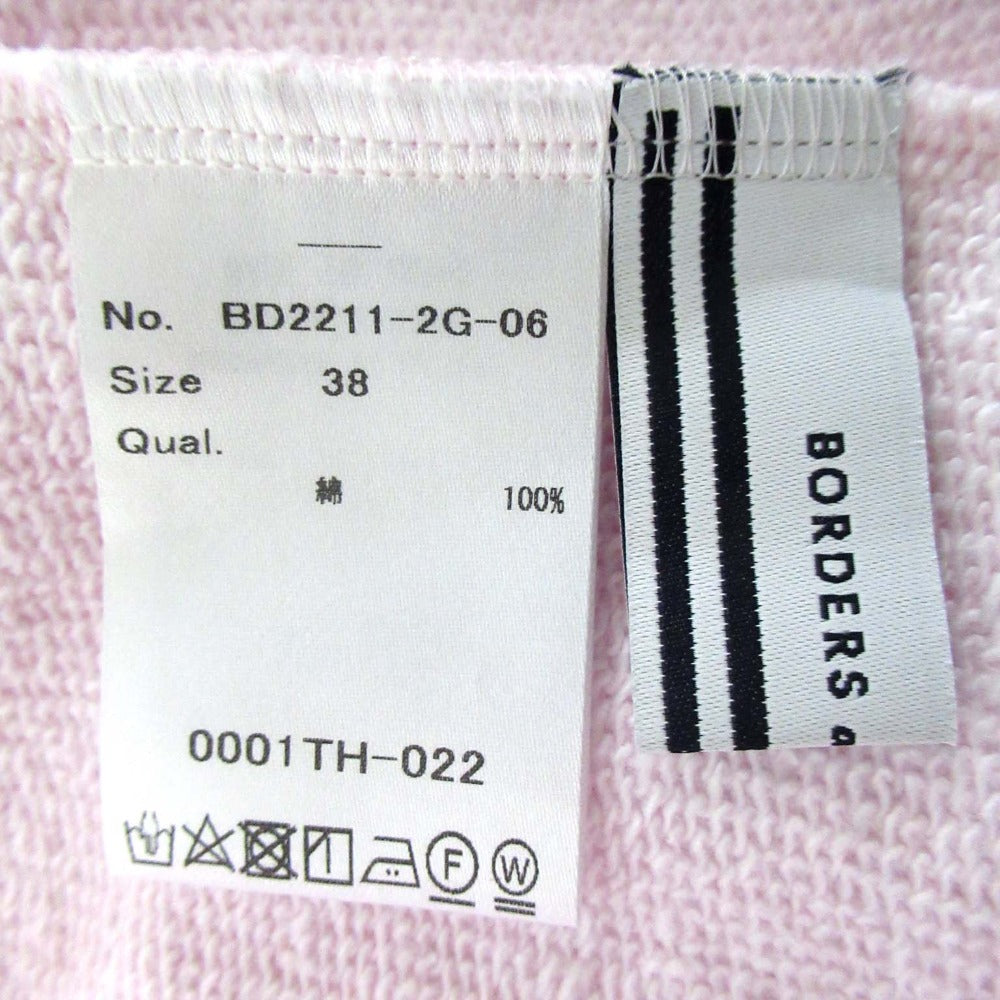 No. BD2211-2G-06
Size 38
Qual.
綿 100%
0001TH-022
F W
BORDERS